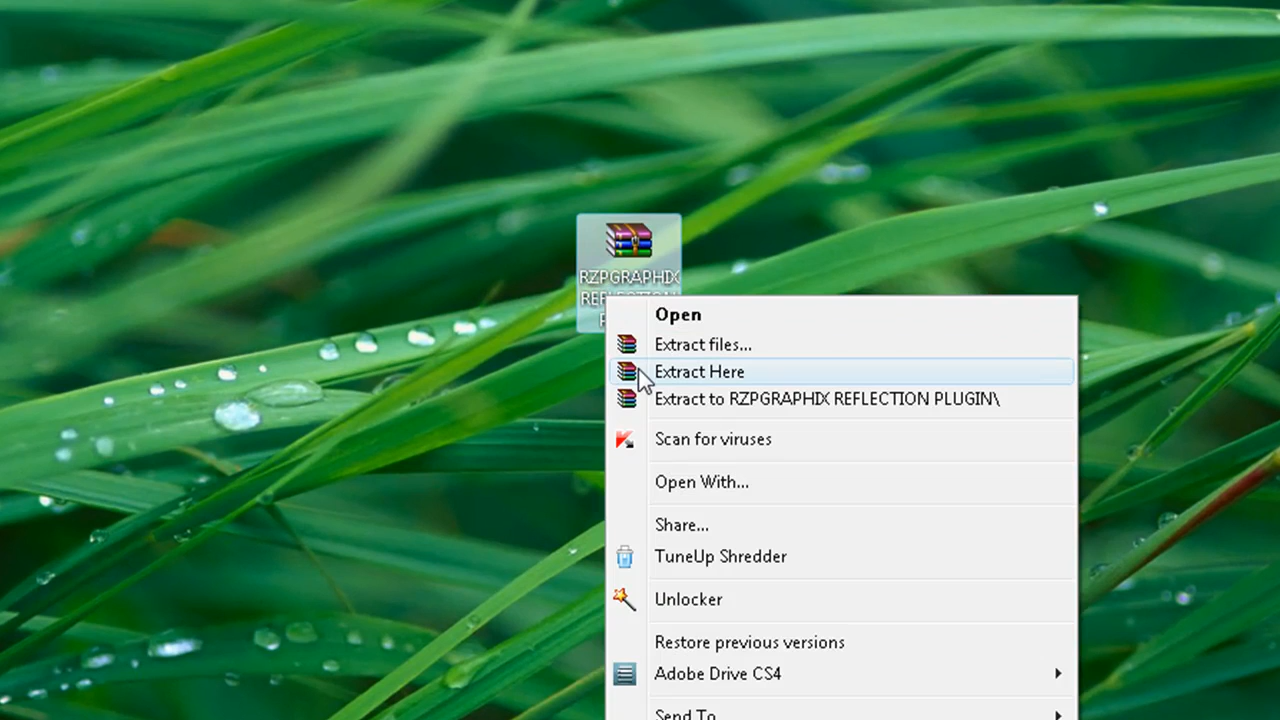 RZPGRAPHIX
Open
Extract files...
Extract Here
Extract to RZPGRAPHIX REFLECTION PLUGIN\
Scan for viruses
Open With...
Share...
TuneUp Shredder
Unlocker
Restore previous versions
Adobe Drive CS4
Send To